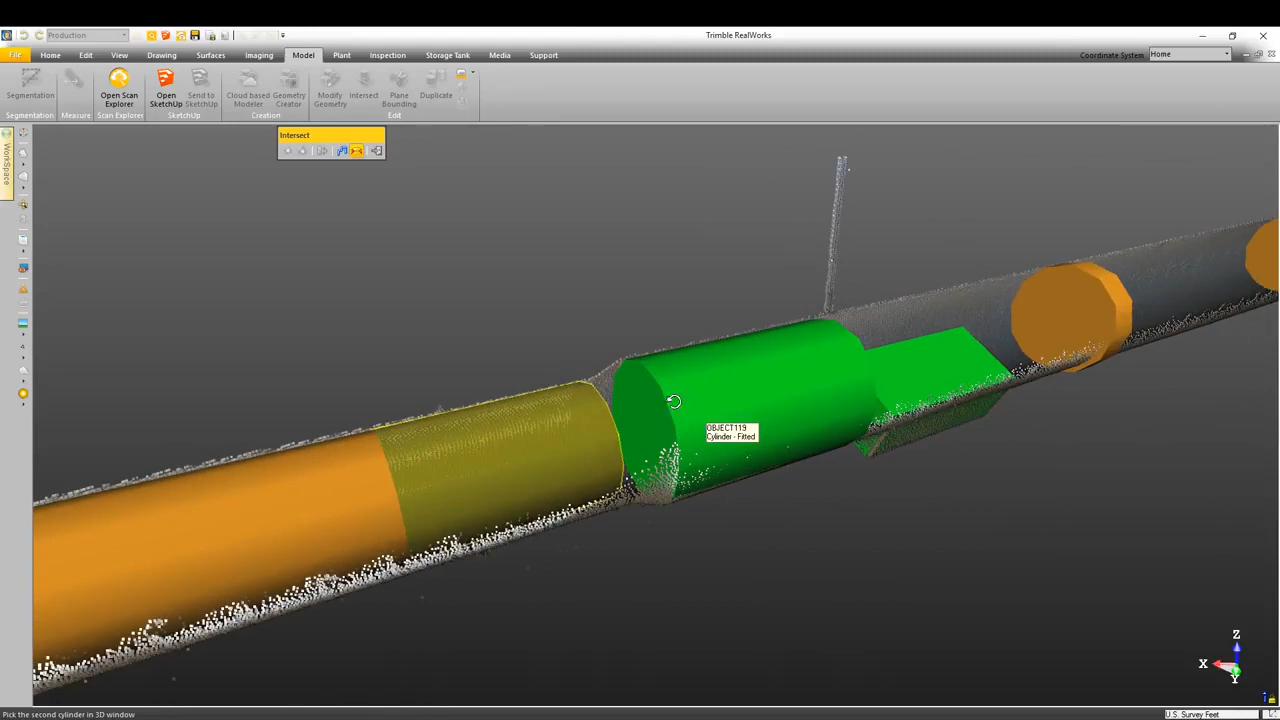 Production
Trimble RealWorks
File
Home
Edit
View
Drawing
Surfaces
Imaging
Model
Plant
Inspection
Storage Tank
Media
Support
Coordinate System
Home
Segmentation
Open Scan
Explorer
Open
SketchUp
Send to
SketchUp
Cloud based
Modeler
Geometry
Creator
Modify
Geometry
Intersect
Plane
Bounding
Duplicate
Segmentation
Measure
Scan Explorer
SketchUp
Creation
Edit
Intersect
WorkSpace
OBJECT119
Cylinder - Fitted
Z
X
Y
Pick the second cylinder in 3D window
U.S. Survey Feet